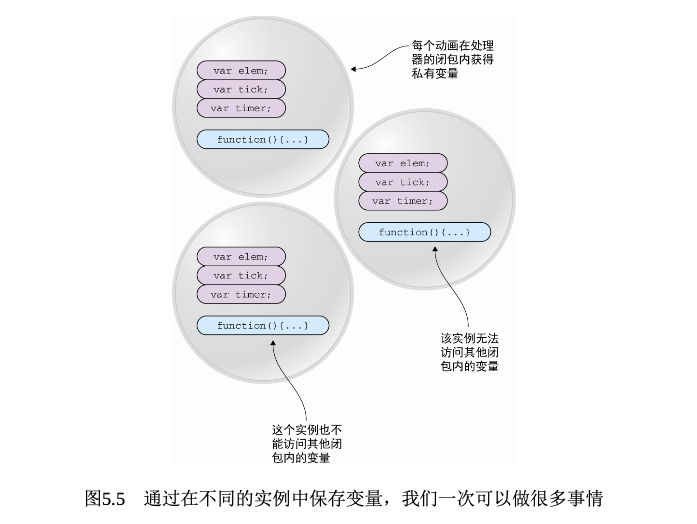 每个动画在处理
器的闭包内获得
私有变量
var elem;
var tick;
var timer;
function(){...}
var elem;
var tick;
var timer;
function(){...}
var elem;
var tick;
var timer;
function(){...}
该实例无法
访问其他闭
包内的变量
这个实例也不
能访问其他闭
包内的变量
图5.5 通过在不同的实例中保存变量，我们一次可以做很多事情